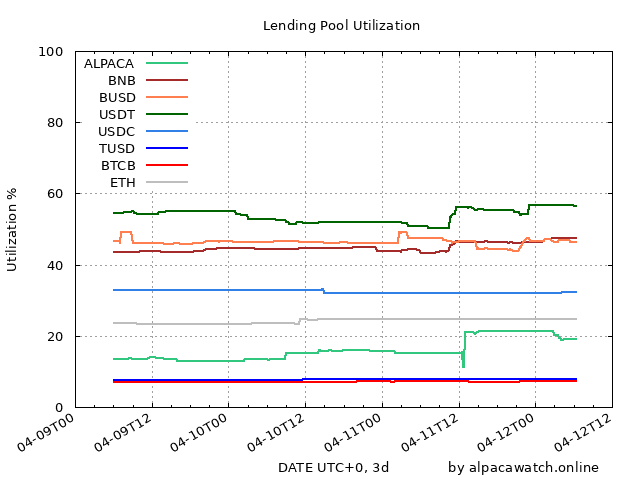 Lending Pool Utilization
100
80
60
40
20
0
Utilization %
ALPACA
BNB
BUSD
USDT
USDC
TUSD
BTCB
ETH
04-09T00
04-09T12
04-10T00
04-10T12
04-11T00
04-11T12
04-12T00
04-12T12
DATE UTC+0, 3d
by alpacawatch.online